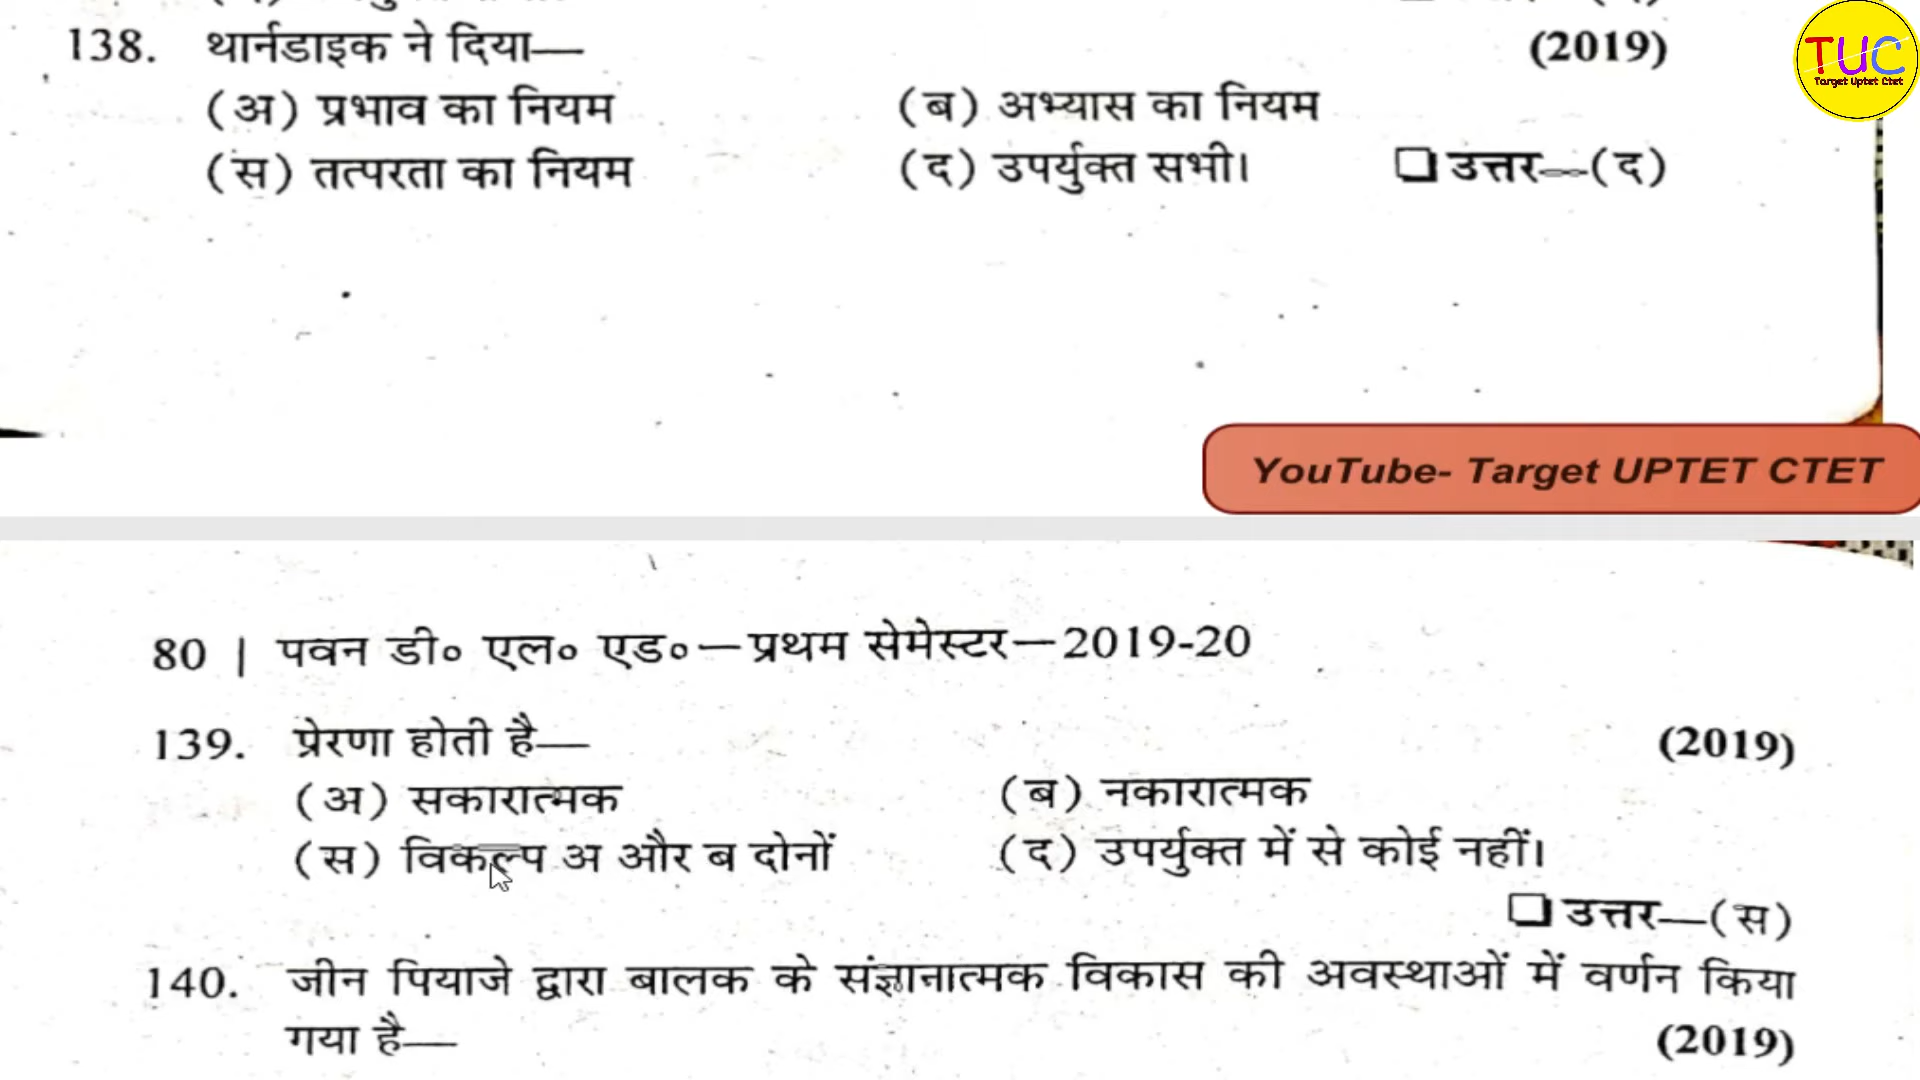 138. थार्नडाइक ने दिया— (2019)
(अ) प्रभाव का नियम (ब) अभ्यास का नियम
(स) तत्परता का नियम (द) उपर्युक्त सभी। ❑ उत्तर—(द)
TUC
Target Uptet Ctet
YouTube- Target UPTET CTET
80 | पवन डी० एल० एड०—प्रथम सेमेस्टर—2019-20
139. प्रेरणा होती है— (2019)
(अ) सकारात्मक (ब) नकारात्मक
(स) विकल्प अ और ब दोनों (द) उपर्युक्त में से कोई नहीं।
❑ उत्तर—(स)
140. जीन पियाजे द्वारा बालक के संज्ञानात्मक विकास की अवस्थाओं में वर्णन किया
गया है— (2019)